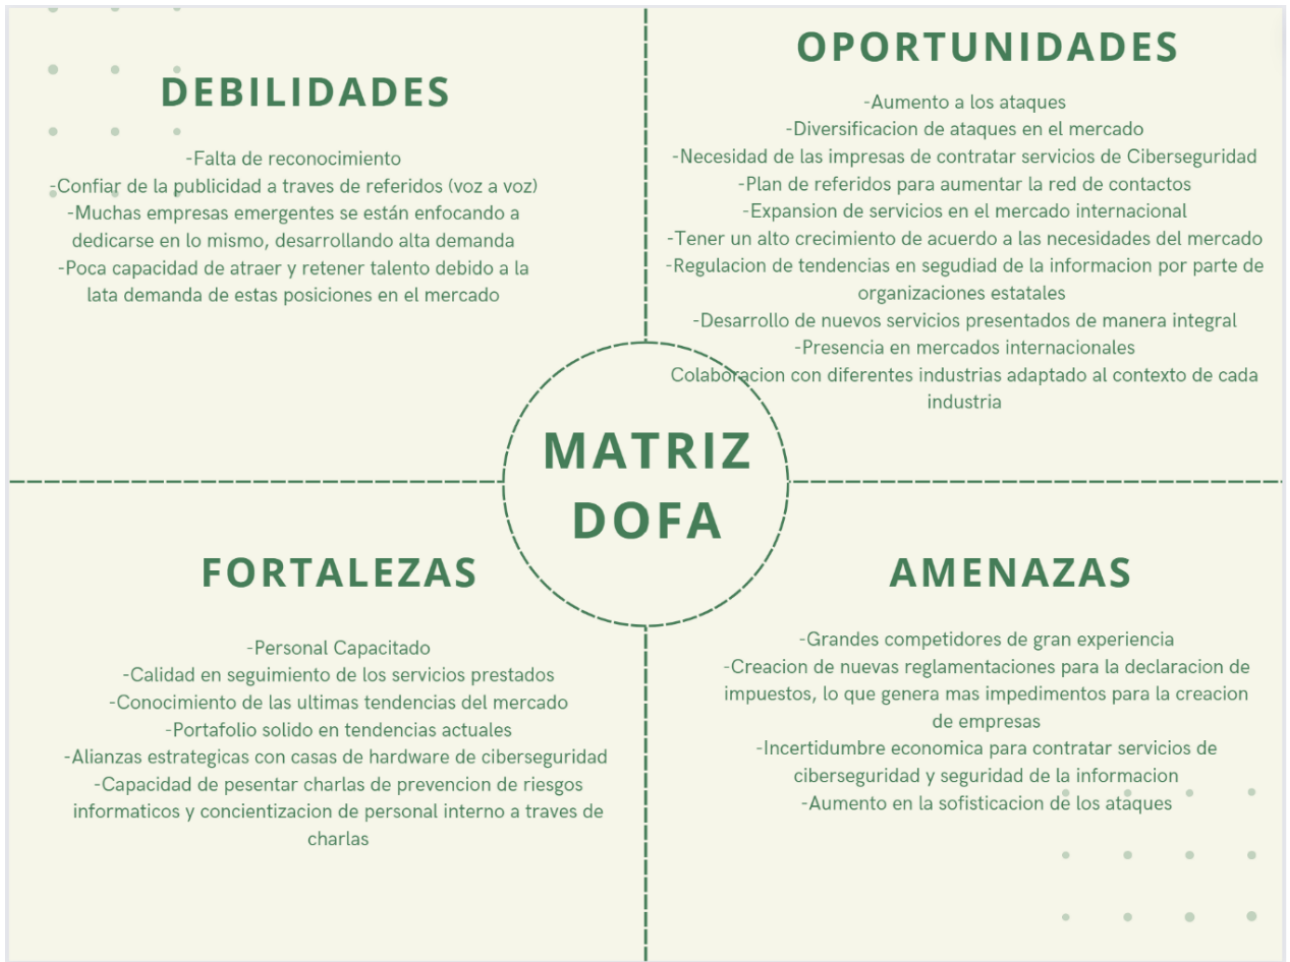 DEBILIDADES
-Falta de reconocimiento
-Confiar de la publicidad a traves de referidos (voz a voz)
-Muchas empresas emergentes se están enfocando a
dedicarse en lo mismo, desarrollando alta demanda
-Poca capacidad de atraer y retener talento debido a la
lata demanda de estas posiciones en el mercado
OPORTUNIDADES
-Aumento a los ataques
-Diversificacion de ataques en el mercado
-Necesidad de las impresas de contratar servicios de Ciberseguridad
-Plan de referidos para aumentar la red de contactos
-Expansion de servicios en el mercado internacional
-Tener un alto crecimiento de acuerdo a las necesidades del mercado
-Regulacion de tendencias en segudiad de la informacion por parte de
organizaciones estatales
-Desarrollo de nuevos servicios presentados de manera integral
-Presencia en mercados internacionales
Colaboracion con diferentes industrias adaptado al contexto de cada
industria
MATRIZ
DOFA
FORTALEZAS
-Personal Capacitado
-Calidad en seguimiento de los servicios prestados
-Conocimiento de las ultimas tendencias del mercado
-Portafolio solido en tendencias actuales
-Alianzas estrategicas con casas de hardware de ciberseguridad
-Capacidad de pesentar charlas de prevencion de riesgos
informaticos y concientizacion de personal interno a traves de
charlas
AMENAZAS
-Grandes competidores de gran experiencia
-Creacion de nuevas reglamentaciones para la declaracion de
impuestos, lo que genera mas impedimentos para la creacion
de empresas
-Incertidumbre economica para contratar servicios de
ciberseguridad y seguridad de la informacion
-Aumento en la sofisticacion de los ataques